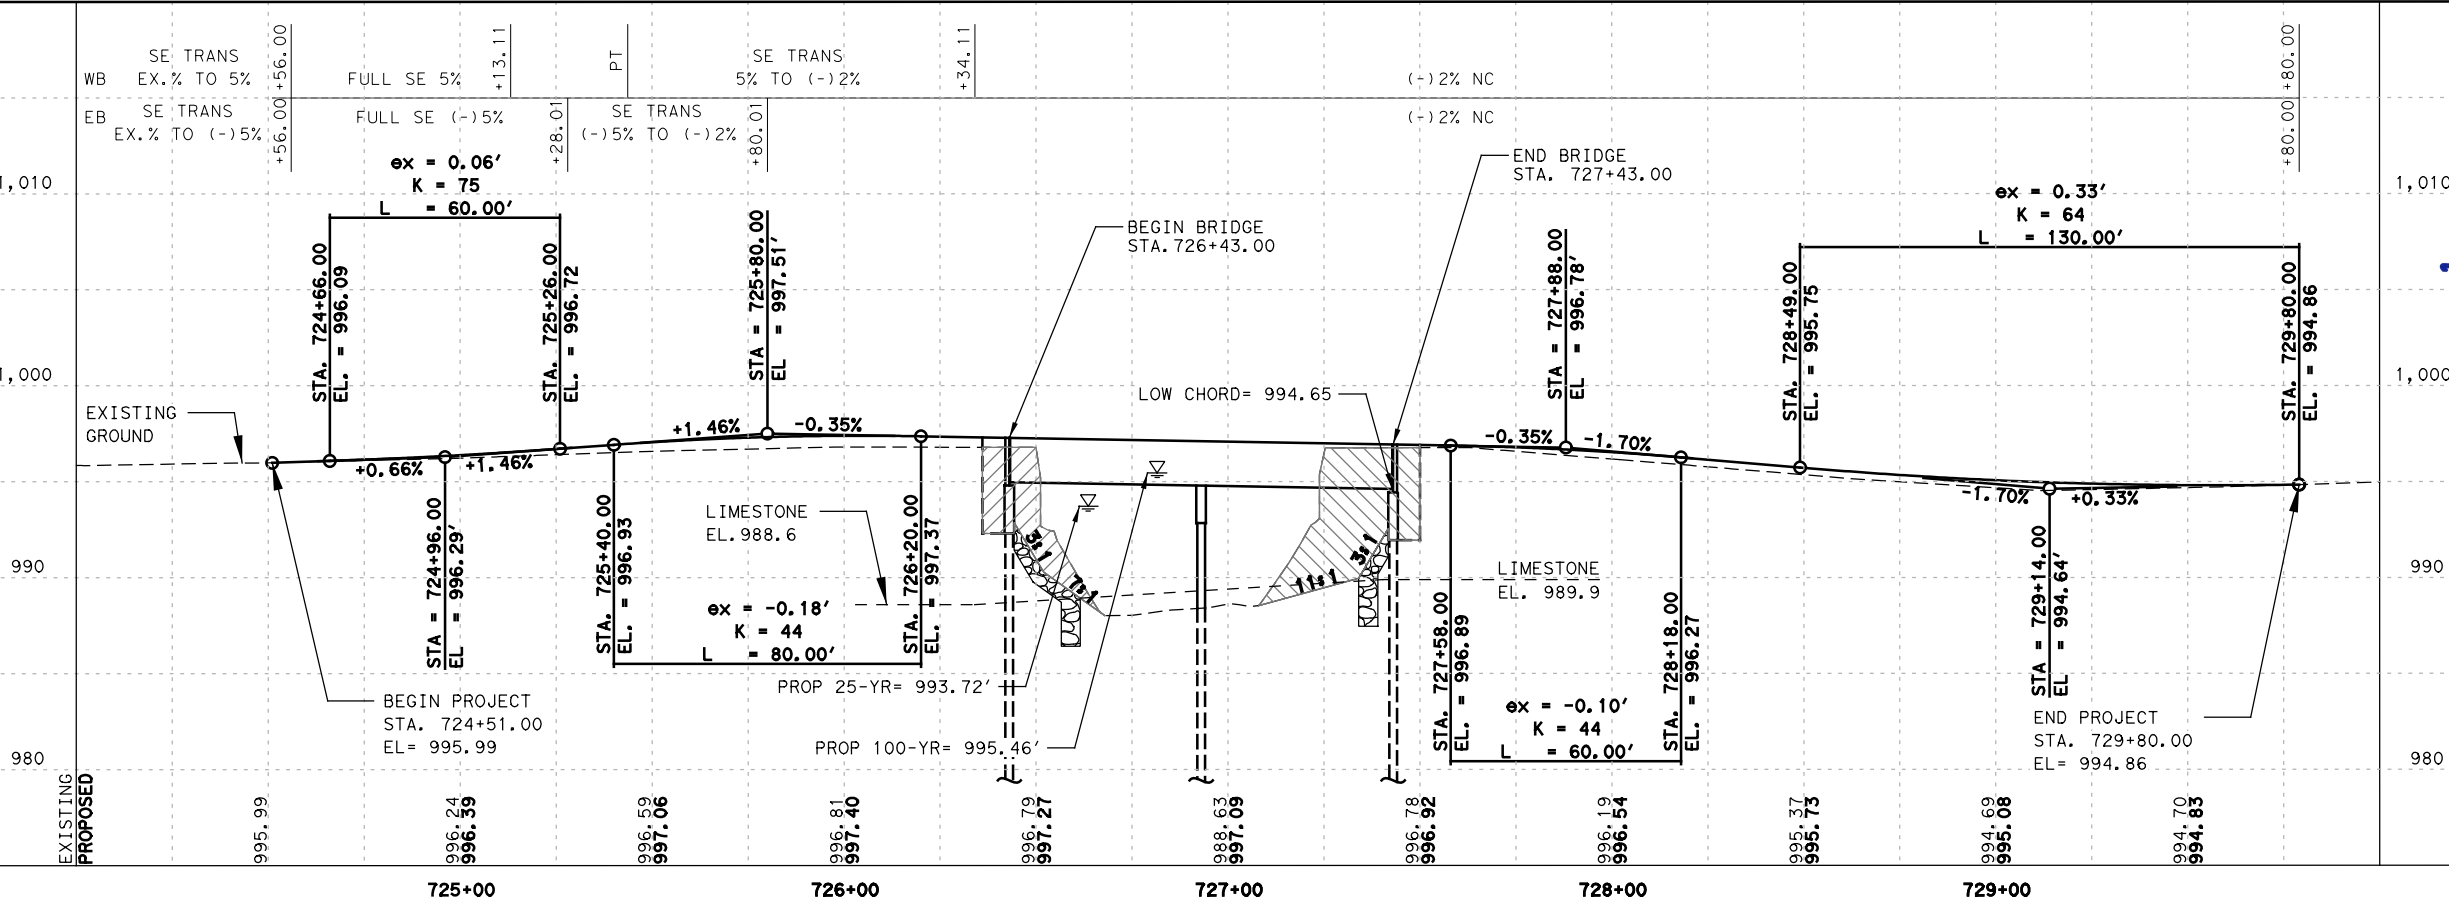 SE TRANS
WB EX.% TO 5%
+56.00
FULL SE 5%
+13.11
PT
SE TRANS
5% TO (-)2%
+34.11
(-)2% NC
+80.00
SE TRANS
EB
EX.% TO (-)5%
+56.00
FULL SE (-)5%
+28.01
SE TRANS
(-)5% TO (-)2%
+80.01
(-)2% NC
+80.00
ex = 0.06'
K = 75
L = 60.00'
STA. 724+66.00
EL. = 996.09
STA. 725+26.00
EL. = 996.72
STA = 725+80.00
EL = 997.51'
BEGIN BRIDGE
STA.726+43.00
END BRIDGE
STA. 727+43.00
STA = 727+88.00
EL = 996.78'
ex = 0.33'
K = 64
L = 130.00'
STA. 728+49.00
EL. = 995.75
STA. 729+80.00
EL. = 994.86
1,010
1,010
1,000
1,000
990
990
980
980
LOW CHORD= 994.65
EXISTING
GROUND
+0.66%
+1.46%
+1.46%
-0.35%
-0.35%
-1.70%
-1.70%
+0.33%
STA = 724+96.00
EL = 996.29'
STA. 725+40.00
EL. = 996.93
STA. 726+20.00
EL. = 997.37
LIMESTONE
EL.988.6
ex = -0.18'
K = 44
L = 80.00'
3:1
7:1
11:1
3:1
LIMESTONE
EL. 989.9
PROP 25-YR= 993.72'
PROP 100-YR= 995.46'
STA. 727+58.00
EL. = 996.89
STA. 728+18.00
EL. = 996.27
ex = -0.10'
K = 44
L = 60.00'
STA = 729+14.00
EL = 994.64'
BEGIN PROJECT
STA. 724+51.00
EL= 995.99
END PROJECT
STA. 729+80.00
EL= 994.86
EXISTING
PROPOSED
995.99
996.24
996.39
996.59
997.06
996.81
997.40
996.79
997.27
988.63
997.09
996.78
996.92
996.19
996.54
995.37
995.73
994.69
995.08
994.70
994.83
725+00
726+00
727+00
728+00
729+00